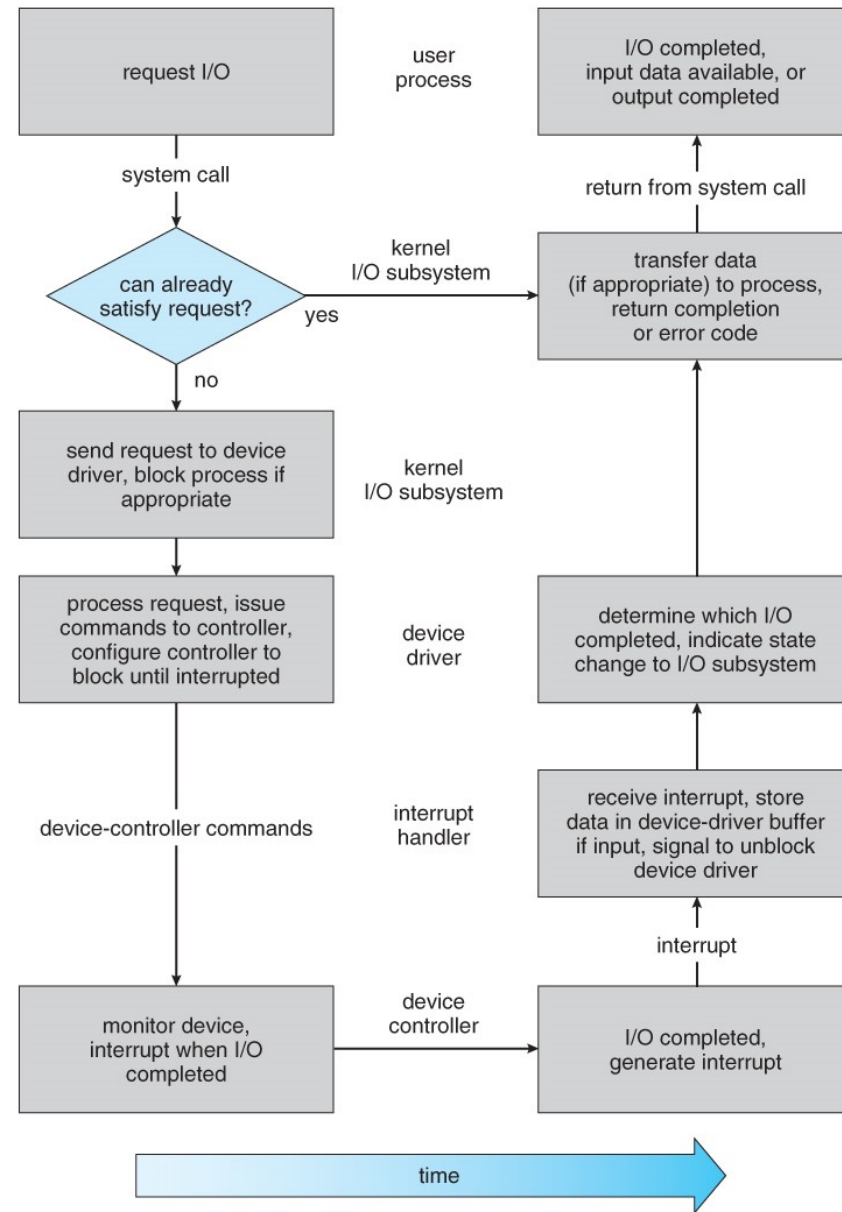 request I/O
user
process
I/O completed,
input data available, or
output completed
system call
return from system call
can already
satisfy request?
kernel
I/O subsystem
yes
transfer data
(if appropriate) to process,
return completion
or error code
no
send request to device
driver, block process if
appropriate
kernel
I/O subsystem
process request, issue
commands to controller,
configure controller to
block until interrupted
device
driver
determine which I/O
completed, indicate state
change to I/O subsystem
device-controller commands
interrupt
handler
receive interrupt, store
data in device-driver buffer
if input, signal to unblock
device driver
interrupt
monitor device,
interrupt when I/O
completed
device
controller
I/O completed,
generate interrupt
time